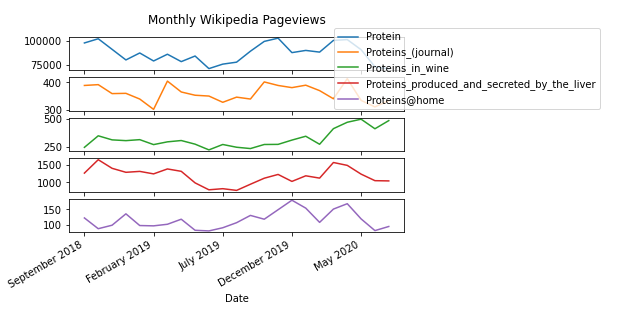 Monthly Wikipedia Pageviews
Protein
Proteins_(journal)
Proteins_in_wine
Proteins_produced_and_secreted_by_the_liver
Proteins@home
100000
75000
400
300
500
250
1500
1000
150
100
September 2018
February 2019
July 2019
December 2019
May 2020
Date